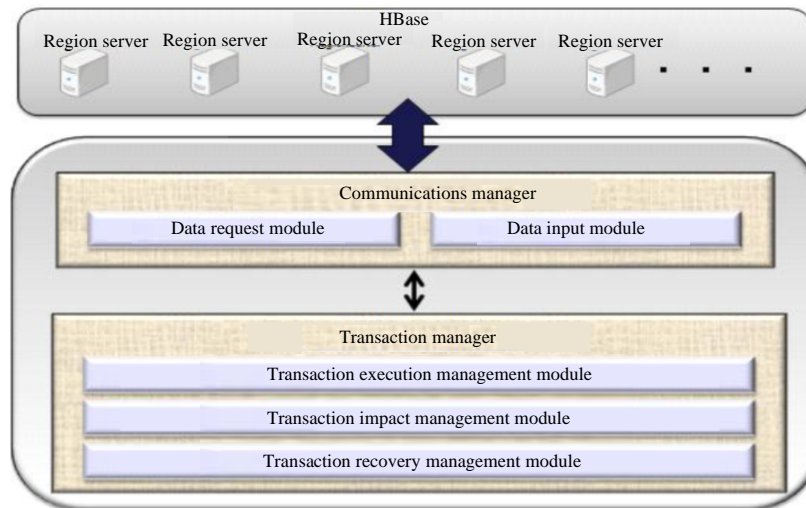 HBase
Region server Region server Region server Region server Region server . . .
Communications manager
Data request module Data input module
Transaction manager
Transaction execution management module
Transaction impact management module
Transaction recovery management module